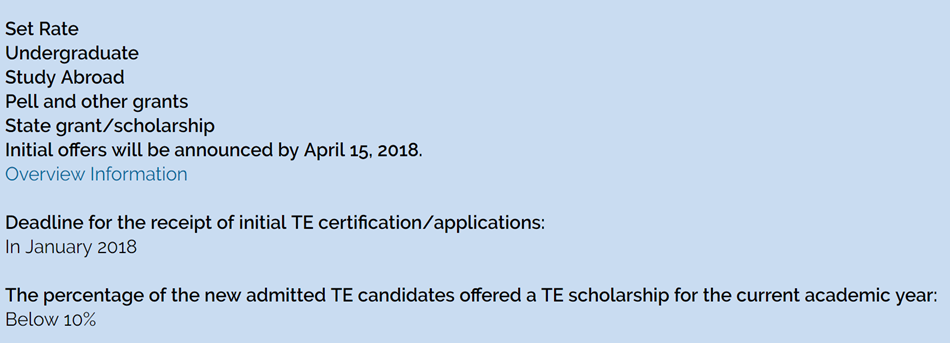 Set Rate
Undergraduate
Study Abroad
Pell and other grants
State grant/scholarship
Initial offers will be announced by April 15, 2018.
Overview Information
Deadline for the receipt of initial TE certification/applications:
In January 2018
The percentage of the new admitted TE candidates offered a TE scholarship for the current academic year:
Below 10%